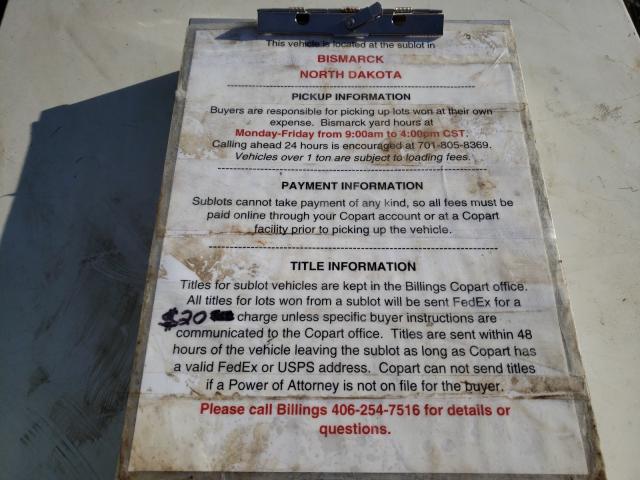 This vehicle is located at the sublot in
BISMARCK
NORTH DAKOTA
PICKUP INFORMATION
Buyers are responsible for picking up lots won at their own
expense. Bismarck yard hours at
Monday-Friday from 9:00am to 4:00pm CST.
Calling ahead 24 hours is encouraged at 701-805-8369.
Vehicles over 1 ton are subject to loading fees.
PAYMENT INFORMATION
Sublots cannot take payment of any kind, so all fees must be
paid online through your Copart account or at a Copart
facility prior to picking up the vehicle.
TITLE INFORMATION
Titles for sublot vehicles are kept in the Billings Copart office.
All titles for lots won from a sublot will be sent FedEx for a
$20 charge unless specific buyer instructions are
communicated to the Copart office. Titles are sent within 48
hours of the vehicle leaving the sublot as long as Copart has
a valid FedEx or USPS address. Copart can not send titles
if a Power of Attorney is not on file for the buyer.
Please call Billings 406-254-7516 for details or
questions.